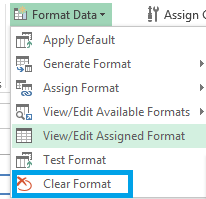 Format Data
Assign
Apply Default
Generate Format
Assign Format
View/Edit Available Formats
View/Edit Assigned Format
Test Format
Clear Format